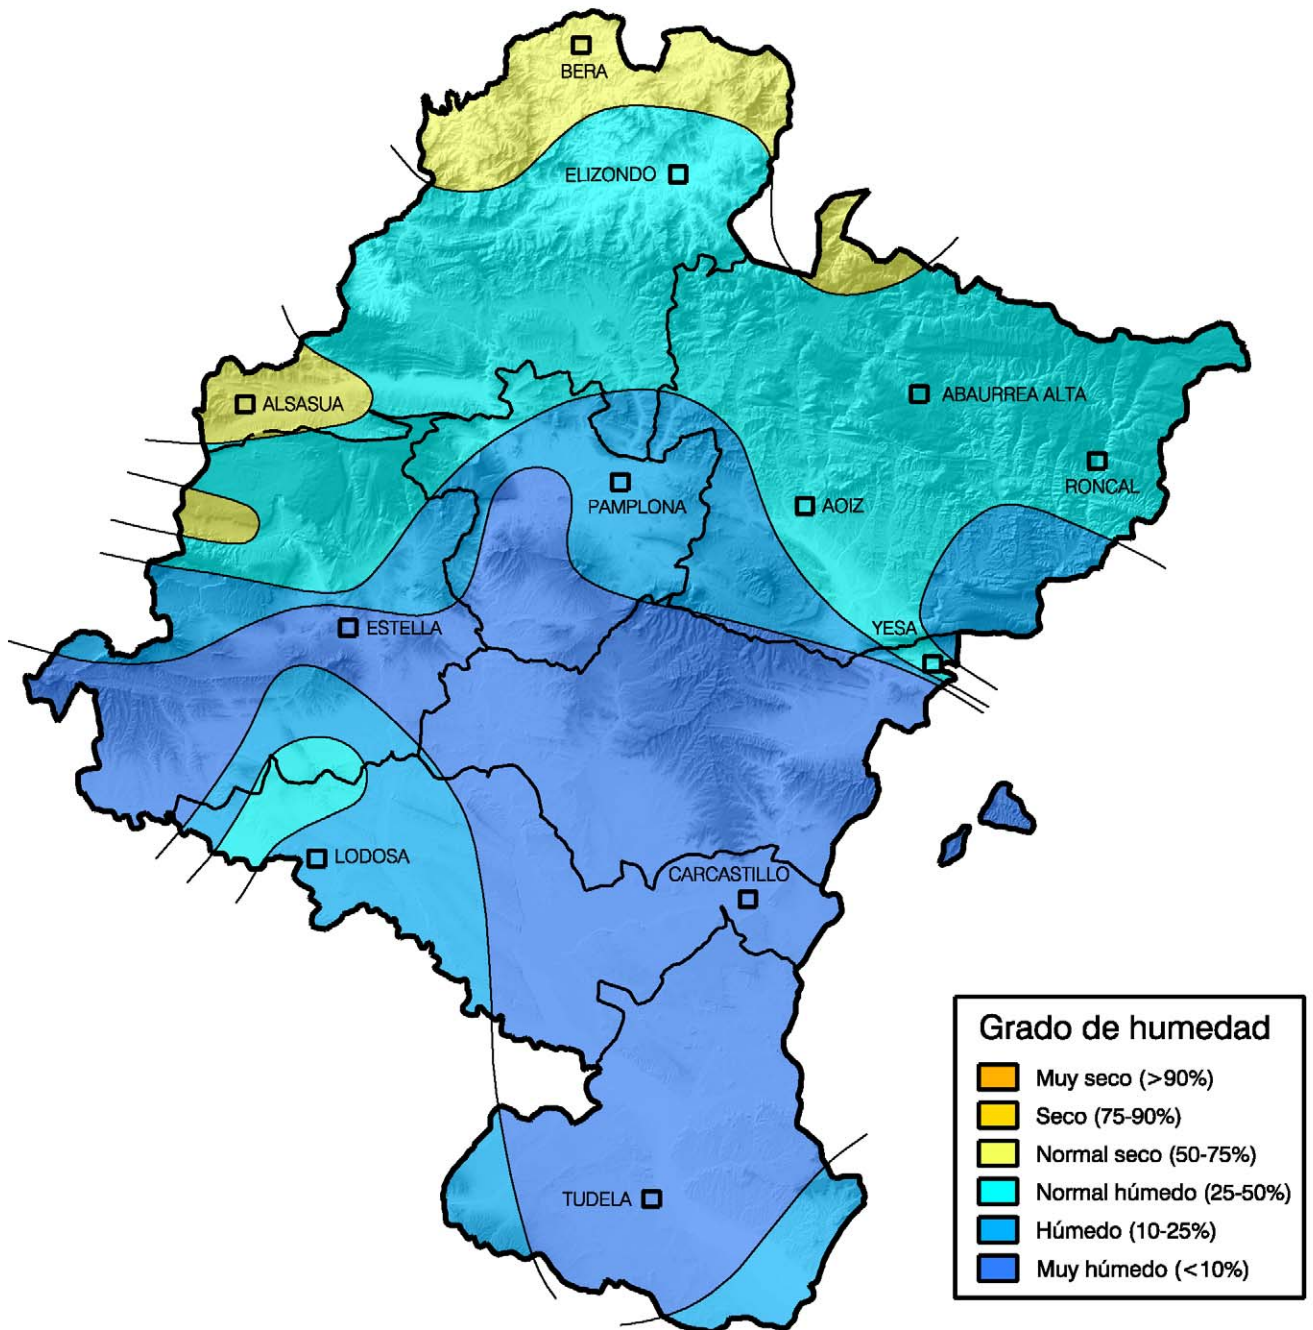 BERA
ELIZONDO
ALSASUA
ABAURREA ALTA
RONCAL
PAMPLONA
AOIZ
ESTELLA
YESA
LODOSA
CARCASTILLO
TUDELA
Grado de humedad
Muy seco (>90%)
Seco (75-90%)
Normal seco (50-75%)
Normal húmedo (25-50%)
Húmedo (10-25%)
Muy húmedo (<10%)